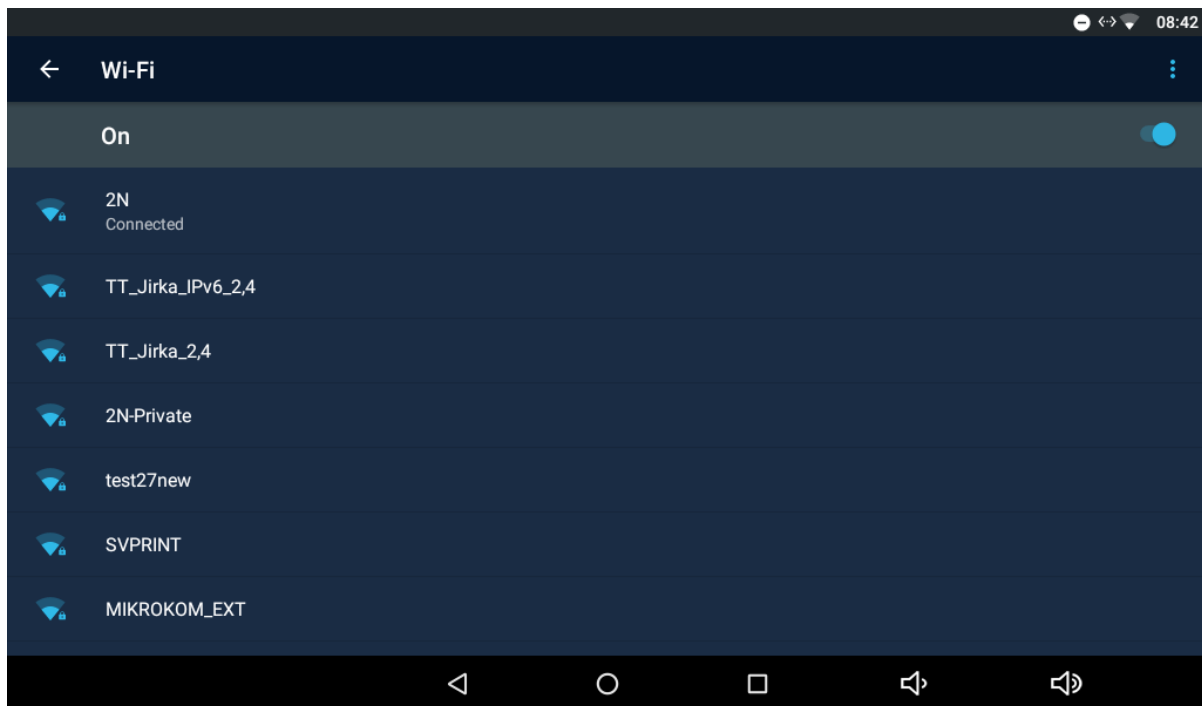 08:42
Wi-Fi
On
2N
Connected
TT_Jirka_IPv6_2,4
TT_Jirka_2,4
2N-Private
test27new
SVPRINT
MIKROKOM_EXT